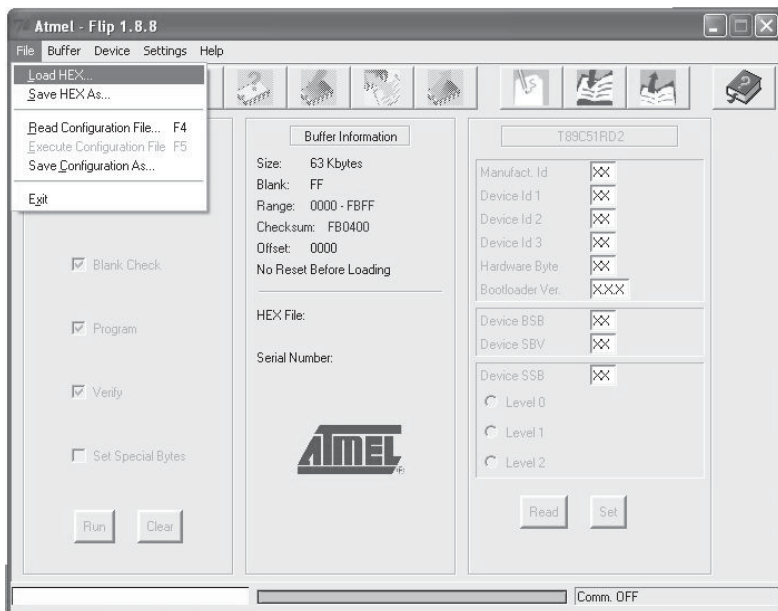 Atmel - Flip 1.8.8
File Buffer Device Settings Help
Load HEX...
Save HEX As...
Read Configuration File... F4
Execute Configuration File F5
Save Configuration As...
Exit
Blank Check
Program
Verify
Set Special Bytes
Run Clear
Buffer Information
Size: 63 Kbytes
Blank: FF
Range: 0000 - FBFF
Checksum: FB0400
Offset: 0000
No Reset Before Loading
HEX File:
Serial Number:
ATMEL®
T89C51RD2
Manufact. Id XX
Device Id 1 XX
Device Id 2 XX
Device Id 3 XX
Hardware Byte XX
Bootloader Ver. XXX
Device BSB XX
Device SBV XX
Device SSB XX
Level 0
Level 1
Level 2
Read Set
Comm. OFF